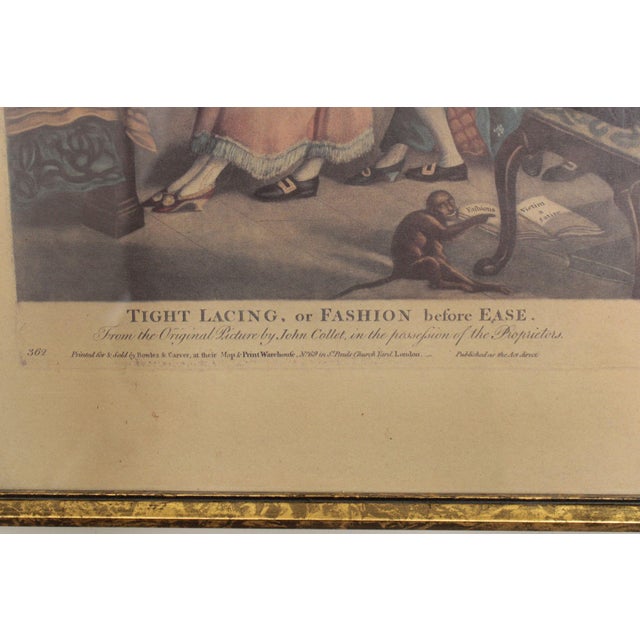 Fashions
Victim
a
Satire
TIGHT LACING, or FASHION before EASE.
From the Original Picture by John Collet, in the possession of the Proprietors.
362
Printed for & Sold by Bowles & Carver, at their Map & Print Warehouse, No. 69 in St. Pauls Church Yard, London. Published as the Act directs